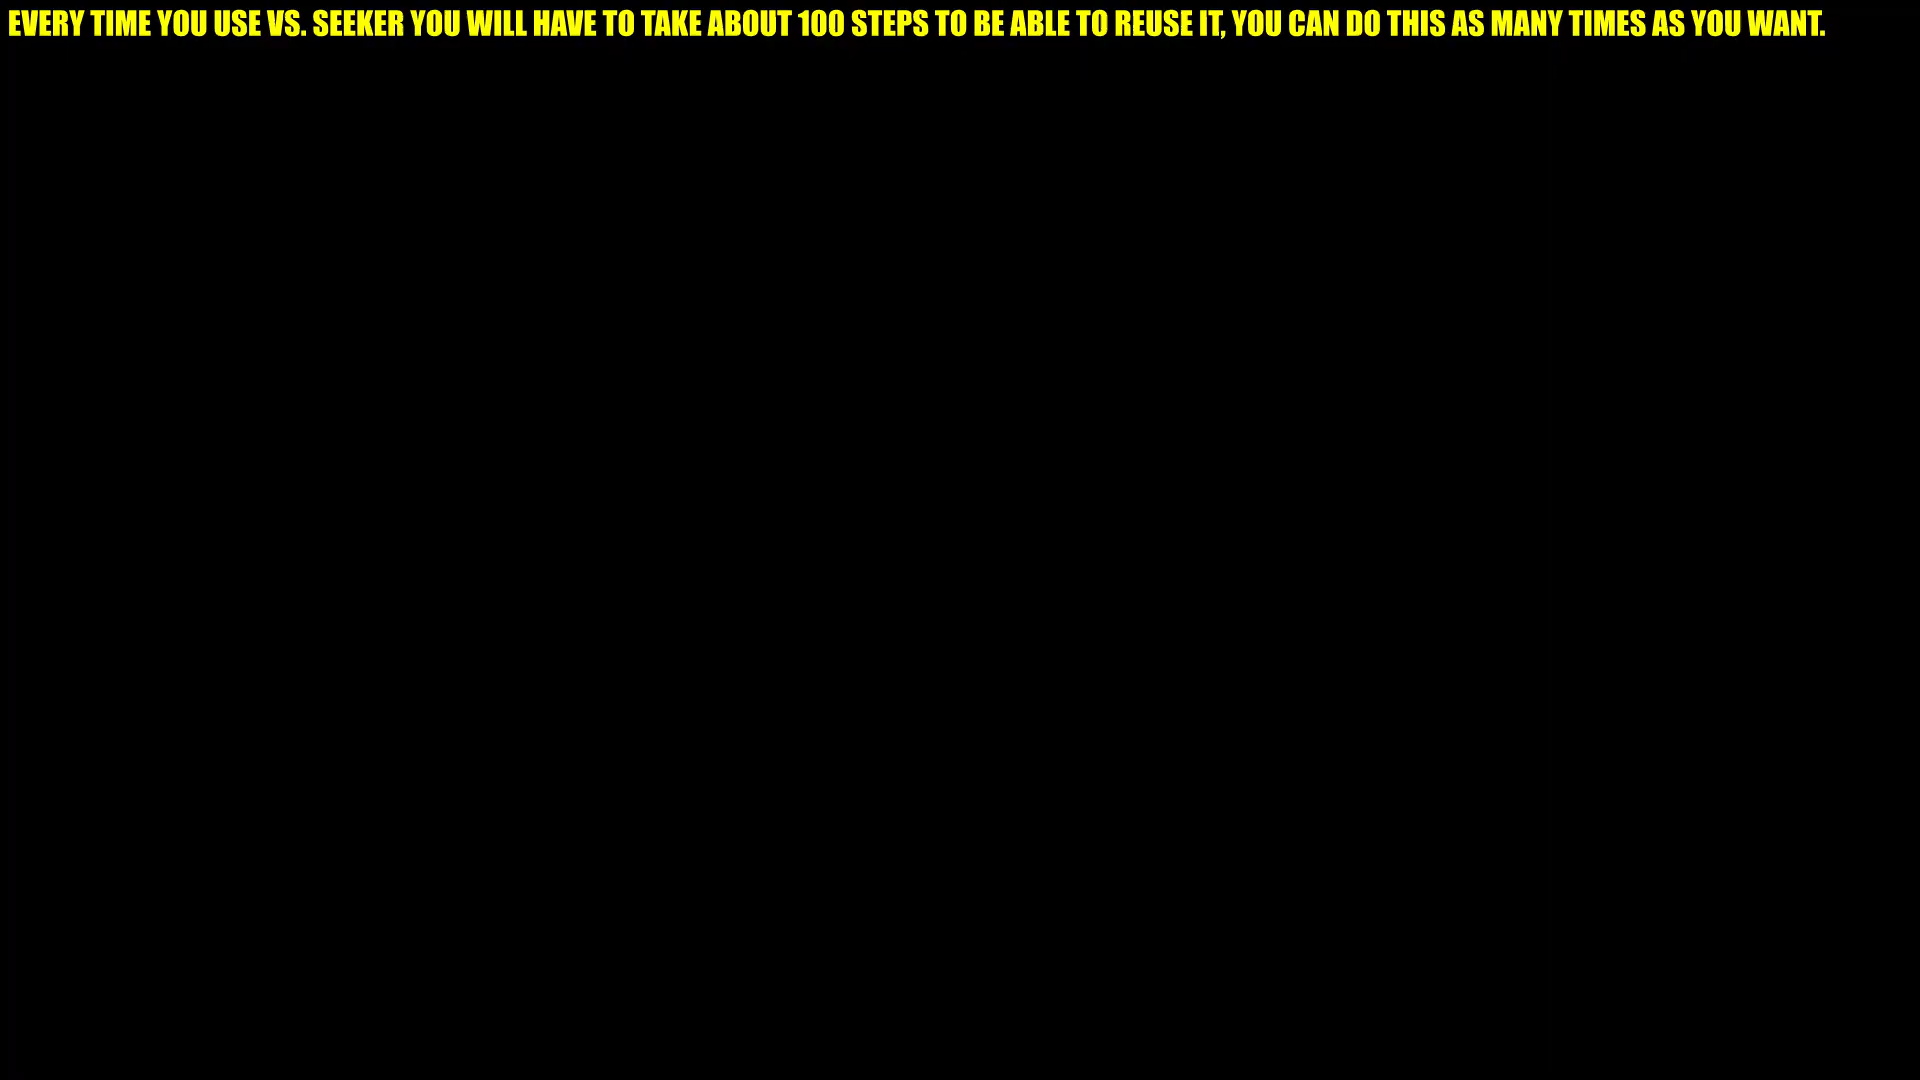 EVERY TIME YOU USE VS. SEEKER YOU WILL HAVE TO TAKE ABOUT 100 STEPS TO BE ABLE TO REUSE IT, YOU CAN DO THIS AS MANY TIMES AS YOU WANT.